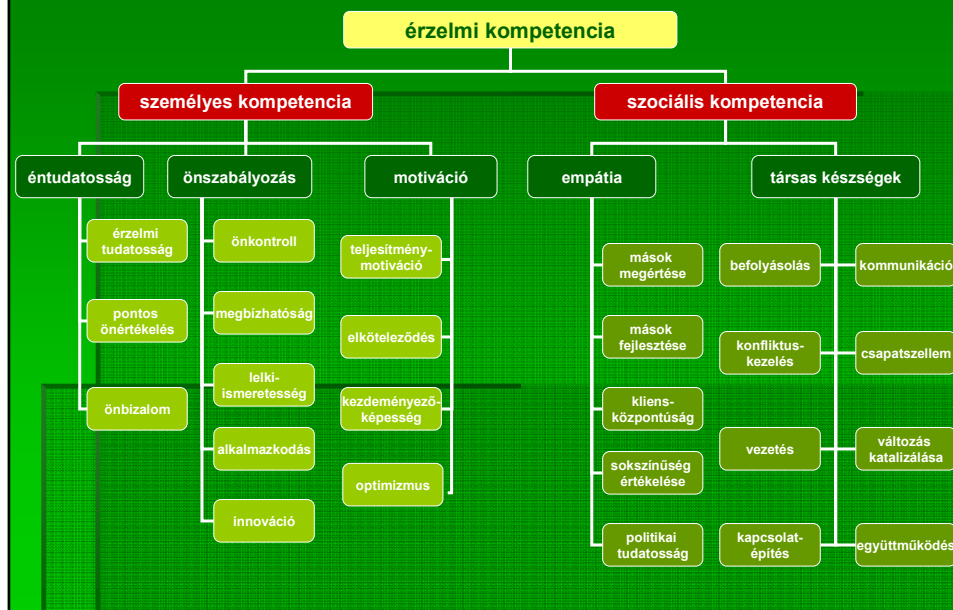 érzelmi kompetencia
személyes kompetencia
szociális kompetencia
éntudatosság
önszabályozás
motiváció
empátia
társas készségek
érzelmi
tudatosság
pontos
önértékelés
önbizalom
önkontroll
megbízhatóság
lelki-
ismeretesség
alkalmazkodás
innováció
teljesítmény-
motiváció
elköteleződés
kezdeményező-
képesség
optimizmus
mások
megértése
mások
fejlesztése
kliens-
központúság
sokszínűség
értékelése
politikai
tudatosság
befolyásolás
konfliktus-
kezelés
vezetés
kapcsolat-
építés
kommunikáció
csapatszellem
változás
katalizálása
együttműködés